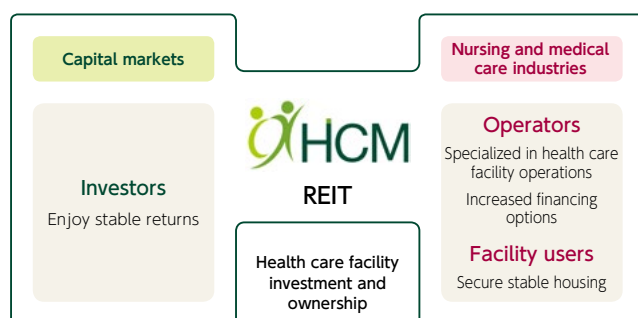 Capital markets
Investors
Enjoy stable returns
HCM
REIT
Health care facility
investment and
ownership
Nursing and medical
care industries
Operators
Specialized in health care
facility operations
Increased financing
options
Facility users
Secure stable housing